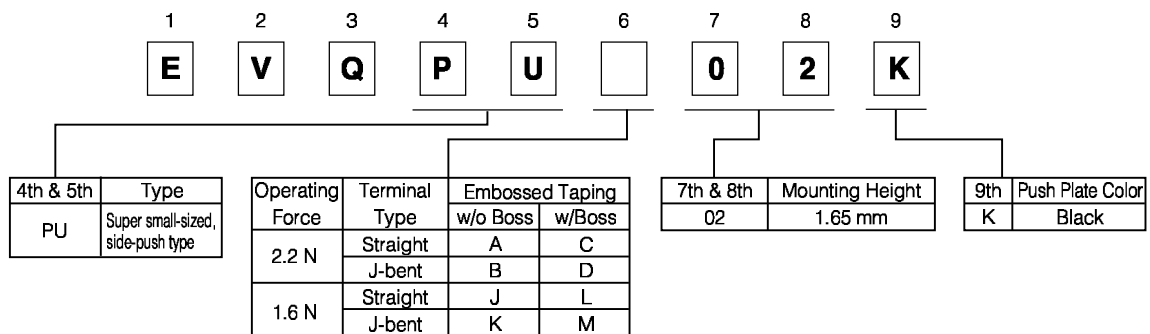 1 2 3 4 5 6 7 8 9
E V Q P U 0 2 K
4th & 5th Type
PU Super small-sized,
side-push type
Operating Terminal Embossed Taping
Force Type w/o Boss w/Boss
2.2 N Straight A C
J-bent B D
1.6 N Straight J L
J-bent K M
7th & 8th Mounting Height
02 1.65 mm
9th Push Plate Color
K Black